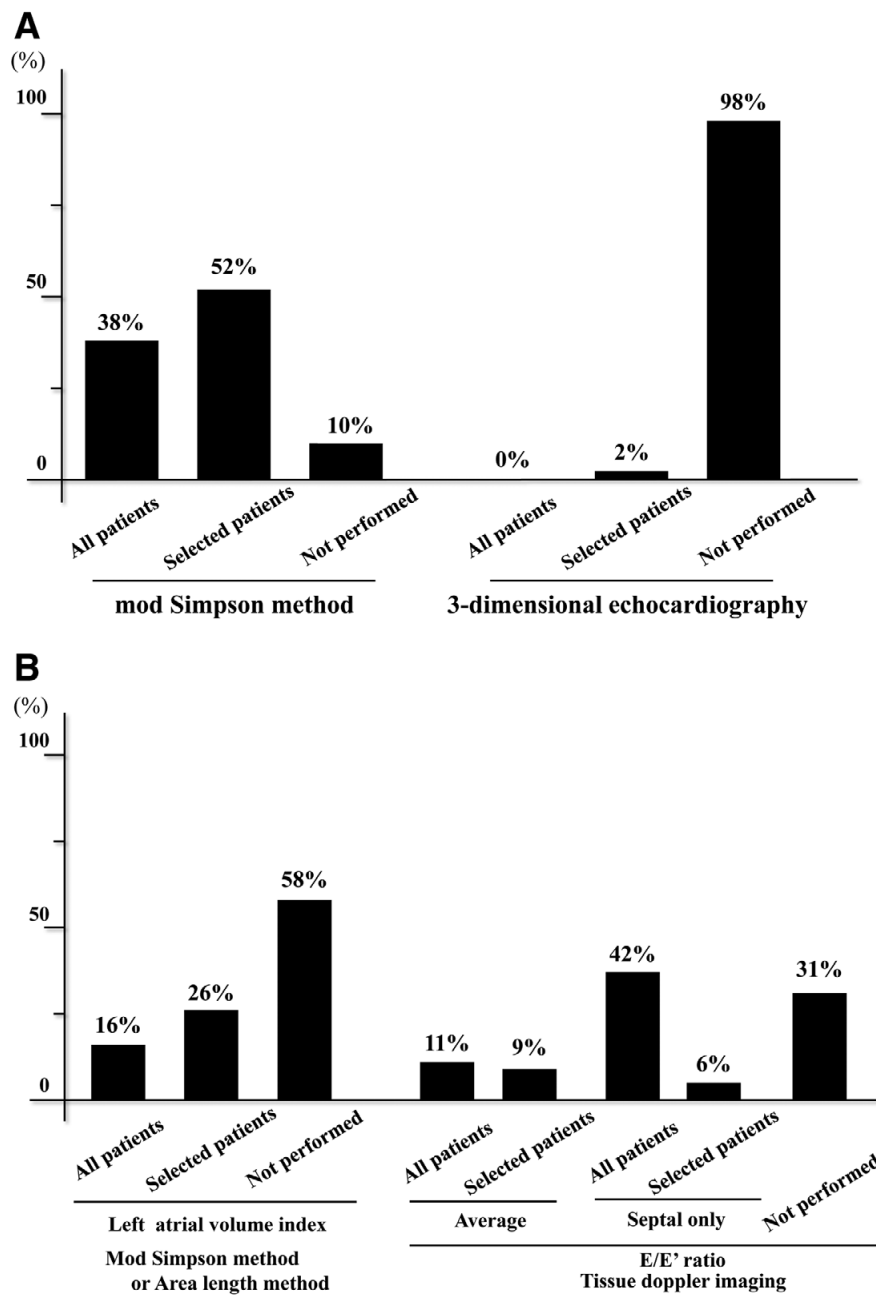 A
(%)
100
98%
50
52%
38%
10%
0
0%
2%
All patients
Selected patients
Not performed
All patients
Selected patients
Not performed
mod Simpson method
3-dimensional echocardiography
B
(%)
100
58%
50
42%
31%
26%
16%
11%
9%
6%
0
All patients
Selected patients
Not performed
All patients
Selected patients
All patients
Selected patients
Not performed
Left atrial volume index
Average
Septal only
Mod Simpson method
or Area length method
E/E' ratio
Tissue doppler imaging